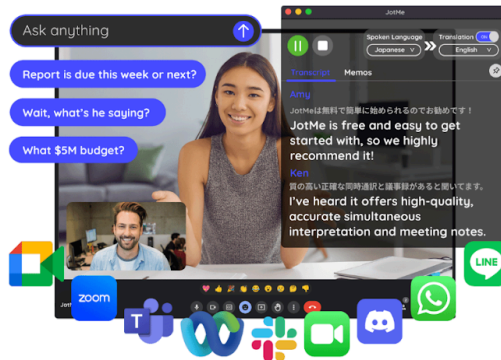 Ask anything
Report is due this week or next?
Wait, what's he saying?
What $5M budget?
JotMe
Spoken Language
Translation
ON
Japanese
English
Transcript
Memos
Amy
JotMeは無料で簡単に始められるのでお勧めです！
JotMe is free and easy to get
started with, so we highly
recommend it!
Ken
質の高い正確な同時通訳と議事録があると聞いてます。
I've heard it offers high-quality,
accurate simultaneous
interpretation and meeting notes.
LINE
zoom
T